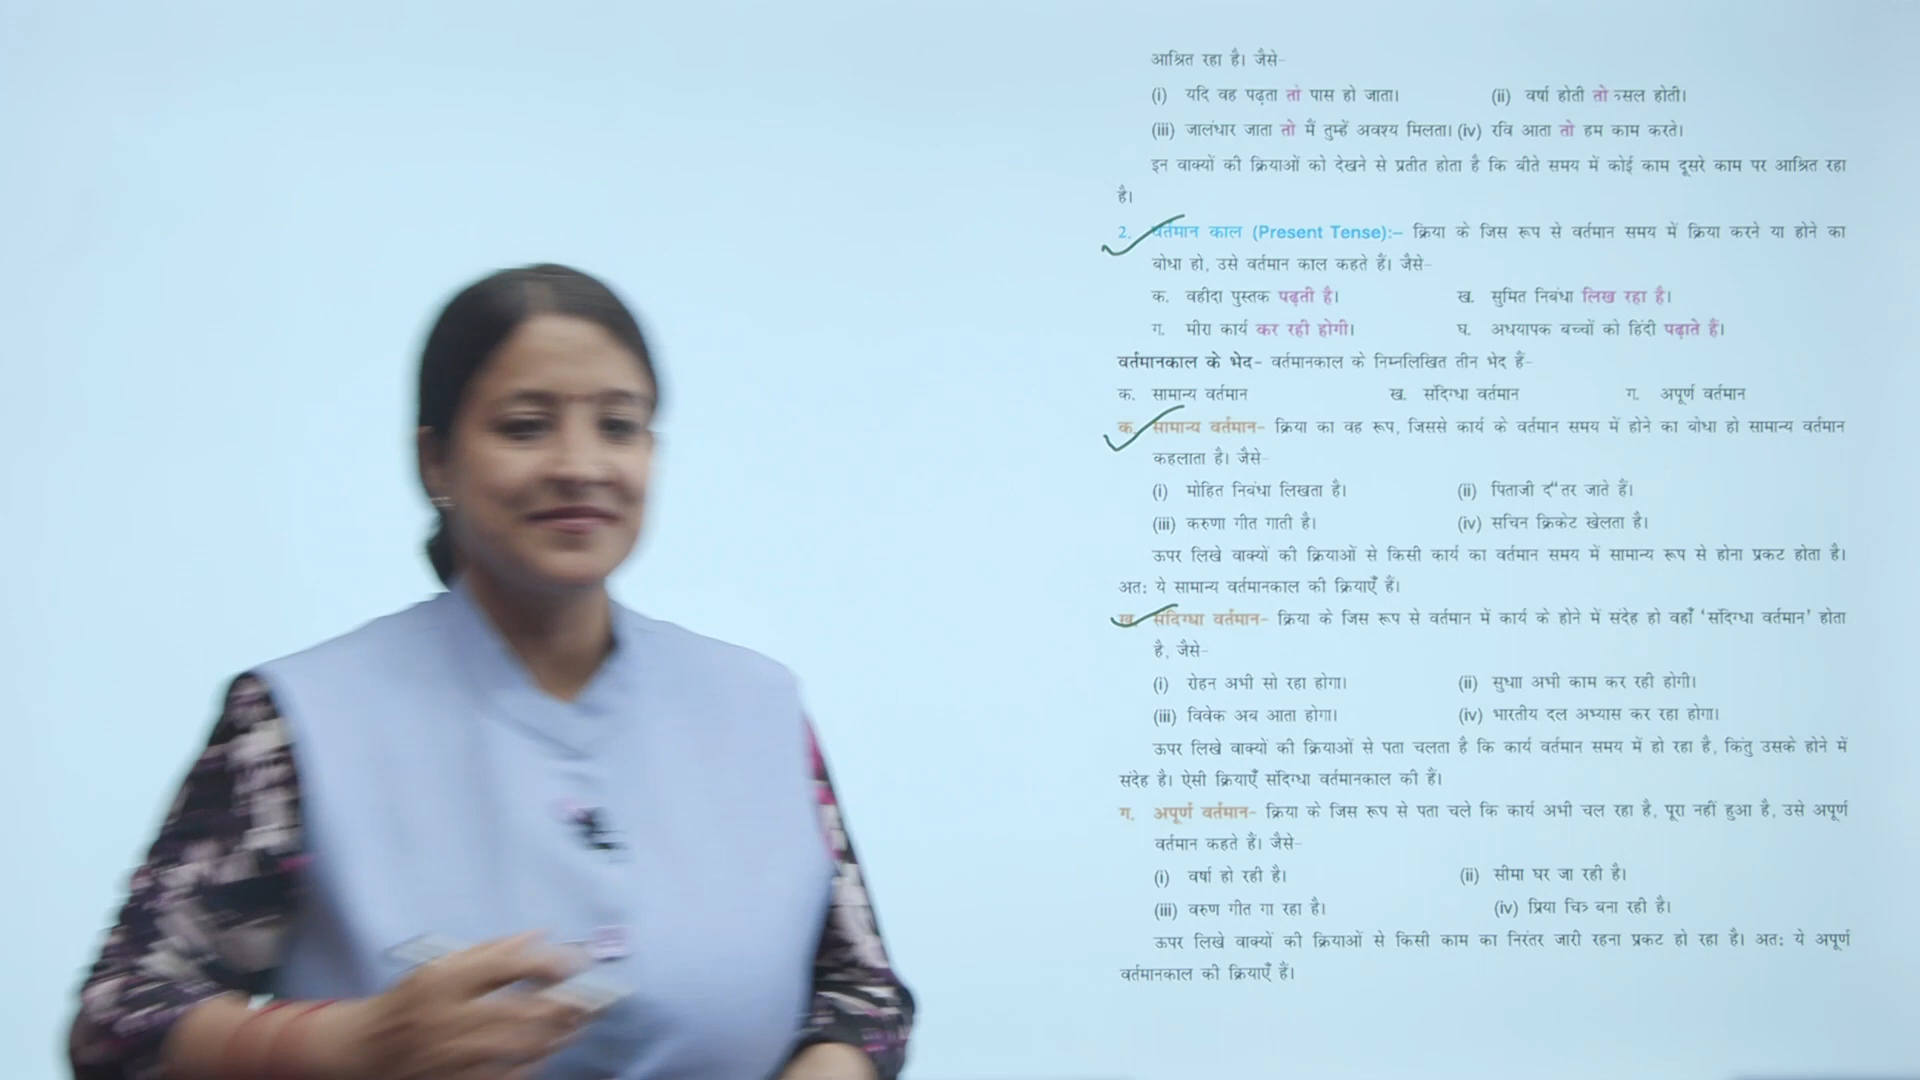 आश्रित रहा है। जैसे-
(i) यदि वह पढ़ता तो पास हो जाता। (ii) वर्षा होती तो सल होती।
(iii) जालंधार जाता तो मैं तुम्हें अवश्य मिलता। (iv) रवि आता तो हम काम करते।
इन वाक्यों की क्रियाओं को देखने से प्रतीत होता है कि बीते समय में कोई काम दूसरे काम पर आश्रित रहा
है।
2. वर्तमान काल (Present Tense):– क्रिया के जिस रूप से वर्तमान समय में क्रिया करने या होने का
बोधा हो, उसे वर्तमान काल कहते हैं। जैसे-
क. वहीदा पुस्तक पढ़ती है। ख. सुमित निबंधा लिख रहा है।
ग. मीरा कार्य कर रही होगी। घ. अधयापक बच्चों को हिंदी पढ़ाते हैं।
वर्तमानकाल के भेद- वर्तमानकाल के निम्नलिखित तीन भेद हैं-
क. सामान्य वर्तमान ख. संदिग्धा वर्तमान ग. अपूर्ण वर्तमान
क. सामान्य वर्तमान- क्रिया का वह रूप, जिससे कार्य के वर्तमान समय में होने का बोधा हो सामान्य वर्तमान
कहलाता है। जैसे-
(i) मोहित निबंधा लिखता है। (ii) पिताजी द"तर जाते हैं।
(iii) करुणा गीत गाती है। (iv) सचिन क्रिकेट खेलता है।
ऊपर लिखे वाक्यों की क्रियाओं से किसी कार्य का वर्तमान समय में सामान्य रूप से होना प्रकट होता है।
अत: ये सामान्य वर्तमानकाल की क्रियाएँ हैं।
ख. संदिग्धा वर्तमान- क्रिया के जिस रूप से वर्तमान में कार्य के होने में संदेह हो वहाँ ‘संदिग्धा वर्तमान’ होता
है, जैसे-
(i) रोहन अभी सो रहा होगा। (ii) सुधाा अभी काम कर रही होगी।
(iii) विवेक अब आता होगा। (iv) भारतीय दल अभ्यास कर रहा होगा।
ऊपर लिखे वाक्यों की क्रियाओं से पता चलता है कि कार्य वर्तमान समय में हो रहा है, किंतु उसके होने में
संदेह है। ऐसी क्रियाएँ संदिग्धा वर्तमानकाल की हैं।
ग. अपूर्ण वर्तमान- क्रिया के जिस रूप से पता चले कि कार्य अभी चल रहा है, पूरा नहीं हुआ है, उसे अपूर्ण
वर्तमान कहते हैं। जैसे-
(i) वर्षा हो रही है। (ii) सीमा घर जा रही है।
(iii) वरुण गीत गा रहा है। (iv) प्रिया चित्र बना रही है।
ऊपर लिखे वाक्यों की क्रियाओं से किसी काम का निरंतर जारी रहना प्रकट हो रहा है। अत: ये अपूर्ण
वर्तमानकाल की क्रियाएँ हैं।